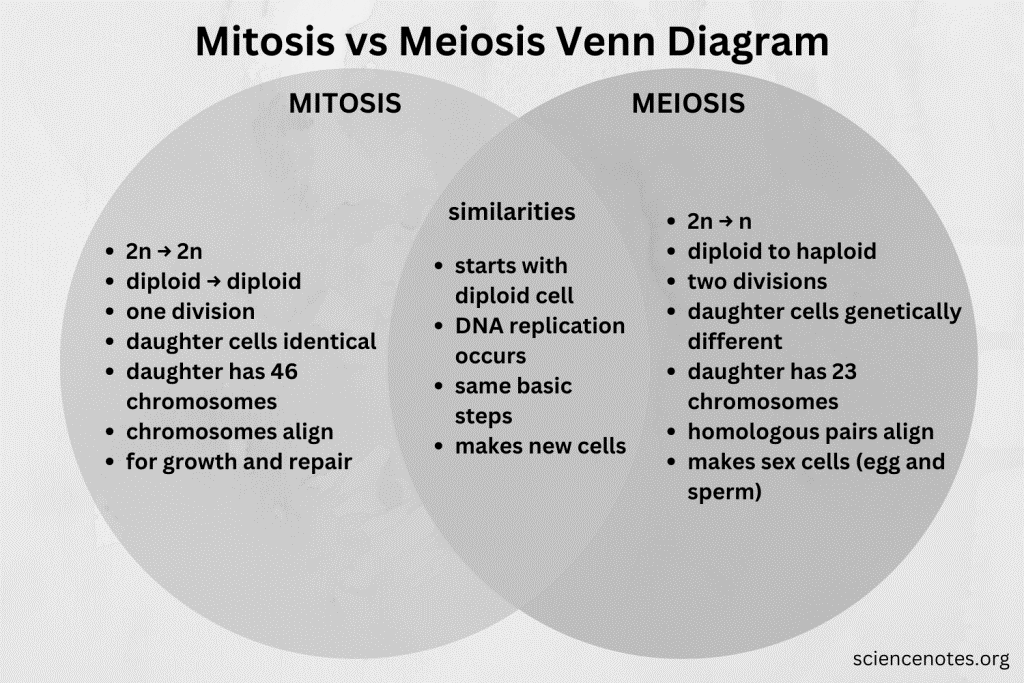 Mitosis vs Meiosis Venn Diagram
MITOSIS
• 2n → 2n
• diploid → diploid
• one division
• daughter cells identical
• daughter has 46
chromosomes
• chromosomes align
• for growth and repair
similarities
• starts with
diploid cell
• DNA replication
occurs
• same basic
steps
• makes new cells
MEIOSIS
• 2n → n
• diploid to haploid
• two divisions
• daughter cells genetically
different
• daughter has 23
chromosomes
• homologous pairs align
• makes sex cells (egg and
sperm)
sciencenotes.org